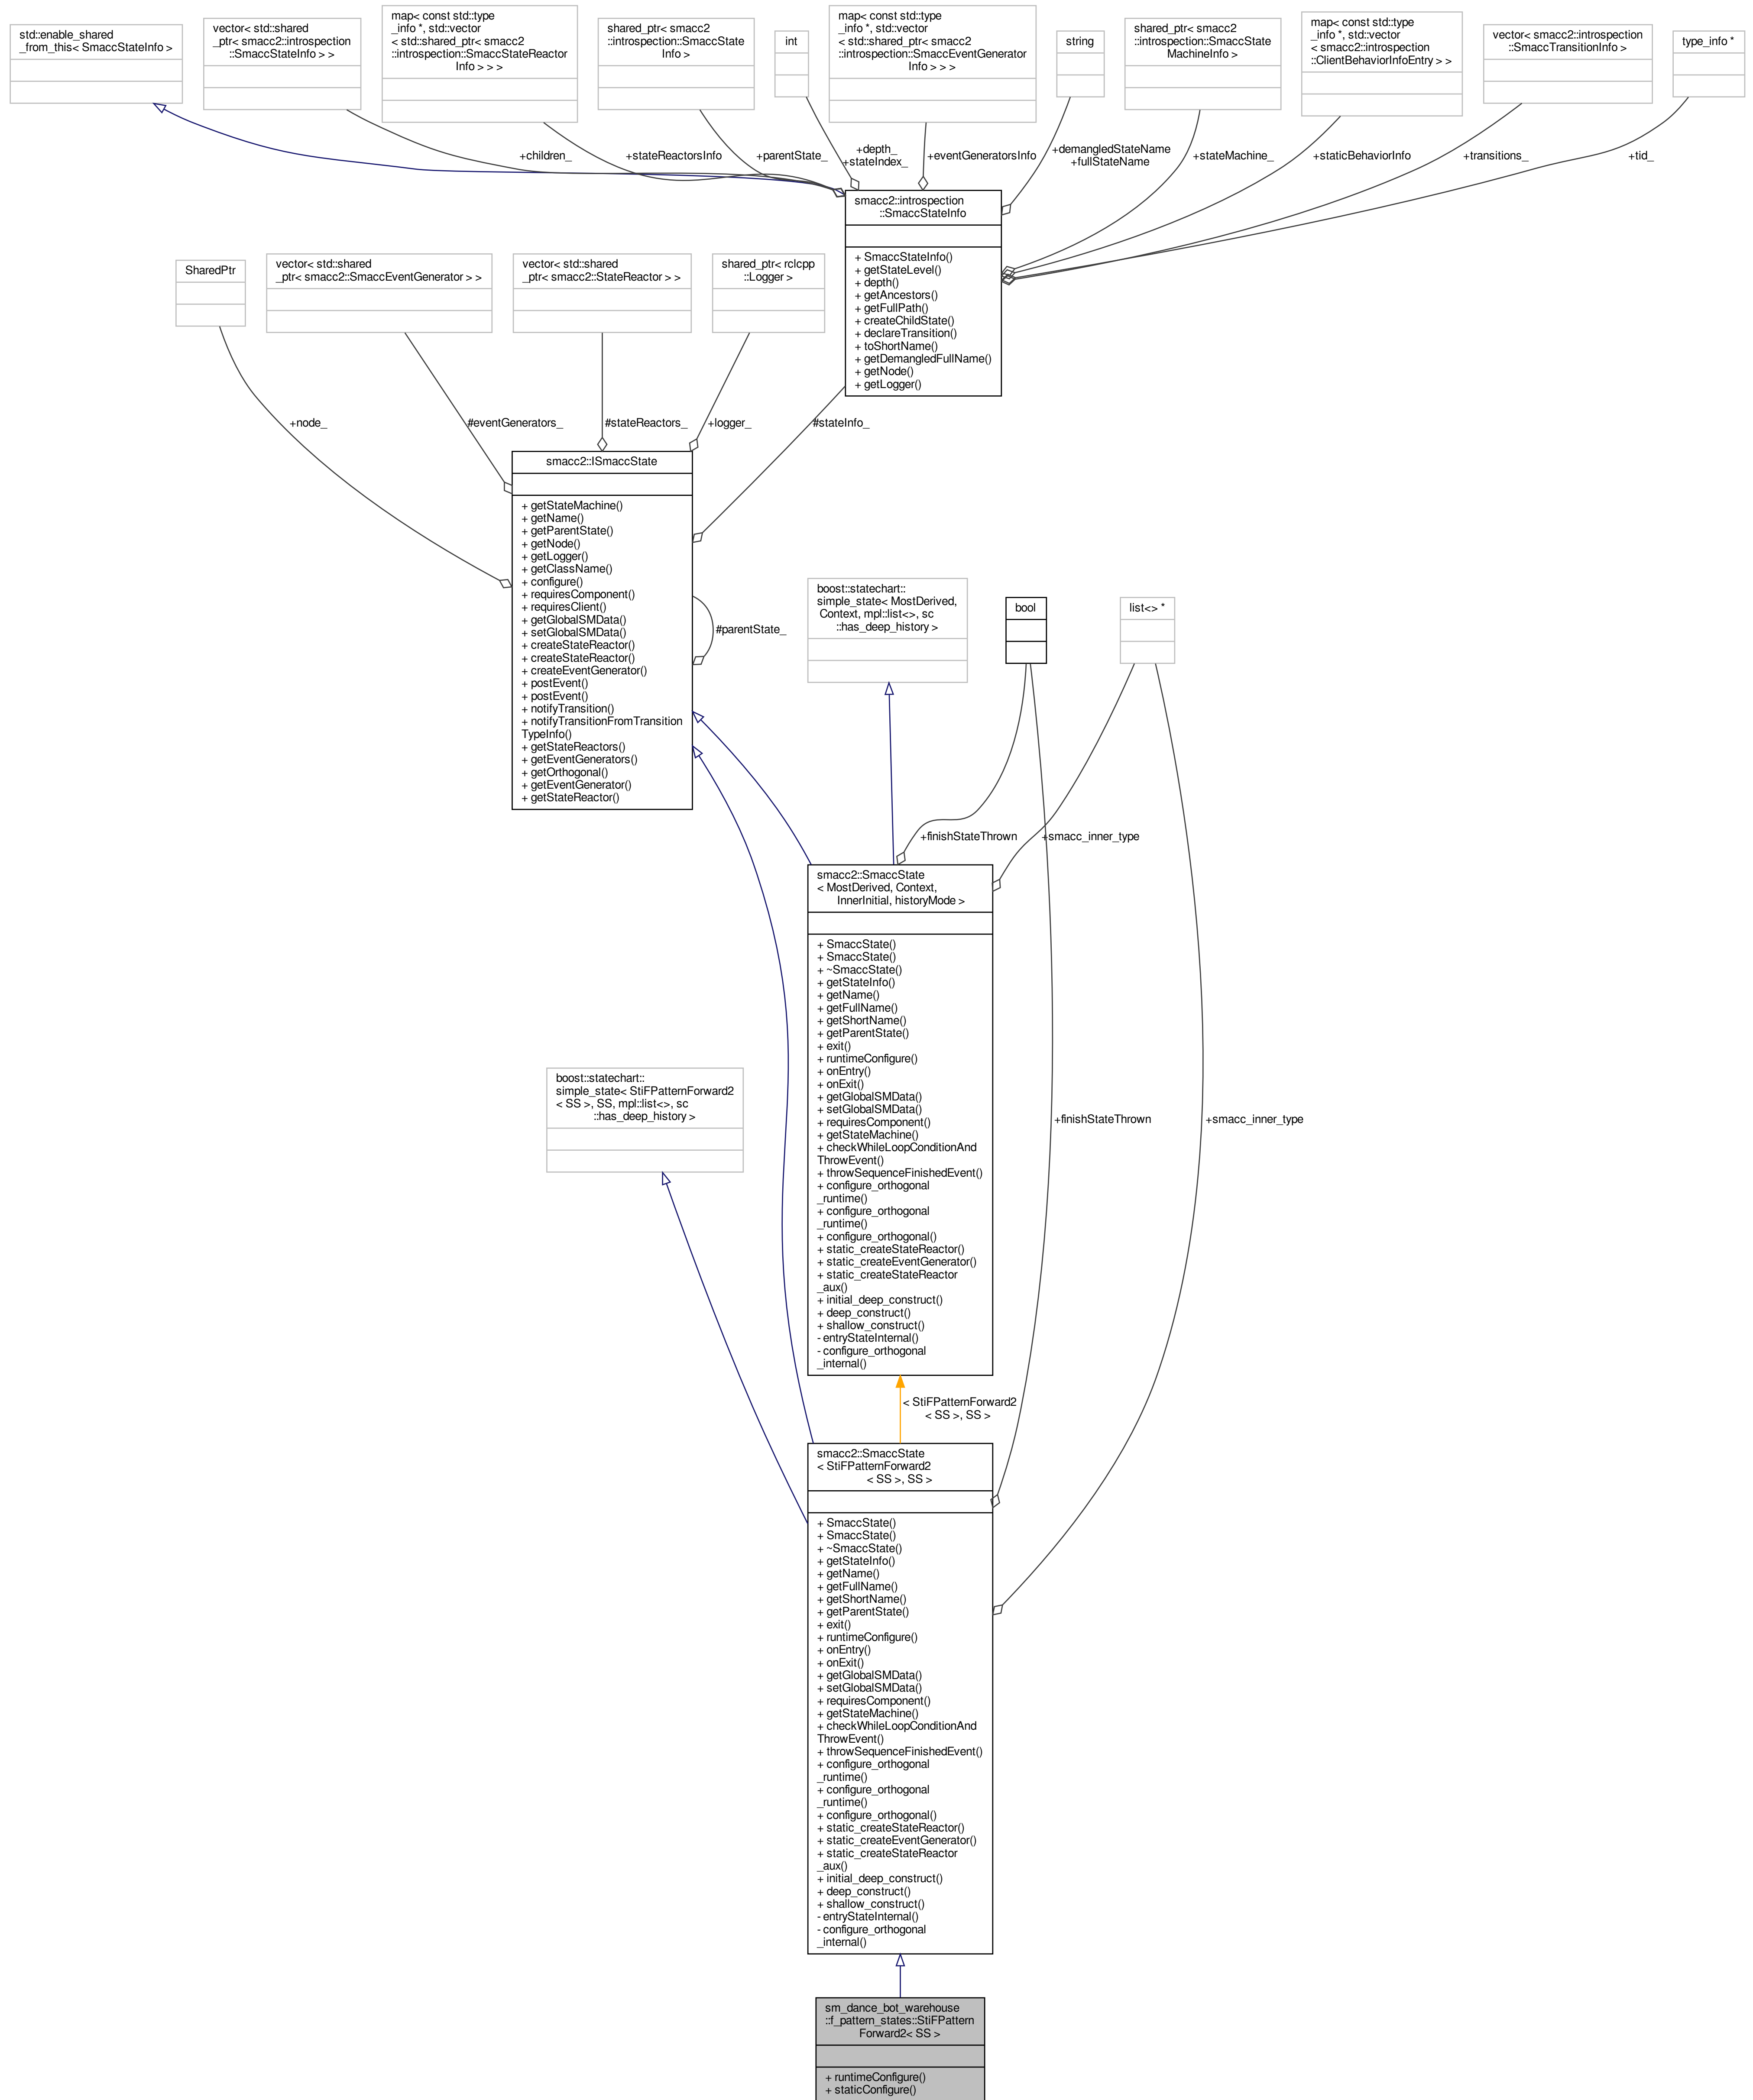 std::enable_shared
_from_this< SmaccStateInfo >
vector< std::shared
_ptr< smacc2::introspection
::SmaccStateInfo > >
map< const std::type
_info *, std::vector
< std::shared_ptr< smacc2
::introspection::SmaccStateReactor
Info > > >
shared_ptr< smacc2
::introspection::SmaccState
Info >
int
map< const std::type
_info *, std::vector
< std::shared_ptr< smacc2
::introspection::SmaccEventGenerator
Info > > >
string
shared_ptr< smacc2
::introspection::SmaccState
MachineInfo >
map< const std::type
_info *, std::vector
< smacc2::introspection
::ClientBehaviorInfoEntry > >
vector< smacc2::introspection
::SmaccTransitionInfo >
type_info *
+children_
+stateReactorsInfo
+parentState_
+depth_
+stateIndex_
+eventGeneratorsInfo
+demangledStateName
+fullStateName
+stateMachine_
+staticBehaviorInfo
+transitions_
+tid_
smacc2::introspection
::SmaccStateInfo
+ SmaccStateInfo()
+ getStateLevel()
+ depth()
+ getAncestors()
+ getFullPath()
+ createChildState()
+ declareTransition()
+ toShortName()
+ getDemangledFullName()
+ getNode()
+ getLogger()
SharedPtr
vector< std::shared
_ptr< smacc2::SmaccEventGenerator > >
vector< std::shared
_ptr< smacc2::StateReactor > >
shared_ptr< rclcpp
::Logger >
+node_
#eventGenerators_
#stateReactors_
+logger_
#stateInfo_
smacc2::ISmaccState
+ getStateMachine()
+ getName()
+ getParentState()
+ getNode()
+ getLogger()
+ getClassName()
+ configure()
+ requiresComponent()
+ requiresClient()
+ getGlobalSMData()
+ setGlobalSMData()
+ createStateReactor()
+ createStateReactor()
+ createEventGenerator()
+ postEvent()
+ postEvent()
+ notifyTransition()
+ notifyTransitionFromTransition
TypeInfo()
+ getStateReactors()
+ getEventGenerators()
+ getOrthogonal()
+ getEventGenerator()
+ getStateReactor()
#parentState_
boost::statechart::
simple_state< MostDerived,
Context, mpl::list<>, sc
::has_deep_history >
bool
list<> *
+finishStateThrown
+smacc_inner_type
smacc2::SmaccState
< MostDerived, Context,
InnerInitial, historyMode >
+ SmaccState()
+ SmaccState()
+ ~SmaccState()
+ getStateInfo()
+ getName()
+ getFullName()
+ getShortName()
+ getParentState()
+ exit()
+ runtimeConfigure()
+ onEntry()
+ onExit()
+ getGlobalSMData()
+ setGlobalSMData()
+ requiresComponent()
+ getStateMachine()
+ checkWhileLoopConditionAnd
ThrowEvent()
+ throwSequenceFinishedEvent()
+ configure_orthogonal
_runtime()
+ configure_orthogonal
_runtime()
+ configure_orthogonal()
+ static_createStateReactor()
+ static_createEventGenerator()
+ static_createStateReactor
_aux()
+ initial_deep_construct()
+ deep_construct()
+ shallow_construct()
- entryStateInternal()
- configure_orthogonal
_internal()
boost::statechart::
simple_state< StiFPatternForward2
< SS >, SS, mpl::list<>, sc
::has_deep_history >
+finishStateThrown
+smacc_inner_type
< StiFPatternForward2
< SS >, SS >
smacc2::SmaccState
< StiFPatternForward2
< SS >, SS >
+ SmaccState()
+ SmaccState()
+ ~SmaccState()
+ getStateInfo()
+ getName()
+ getFullName()
+ getShortName()
+ getParentState()
+ exit()
+ runtimeConfigure()
+ onEntry()
+ onExit()
+ getGlobalSMData()
+ setGlobalSMData()
+ requiresComponent()
+ getStateMachine()
+ checkWhileLoopConditionAnd
ThrowEvent()
+ throwSequenceFinishedEvent()
+ configure_orthogonal
_runtime()
+ configure_orthogonal
_runtime()
+ configure_orthogonal()
+ static_createStateReactor()
+ static_createEventGenerator()
+ static_createStateReactor
_aux()
+ initial_deep_construct()
+ deep_construct()
+ shallow_construct()
- entryStateInternal()
- configure_orthogonal
_internal()
sm_dance_bot_warehouse
::f_pattern_states::StiFPattern
Forward2< SS >
+ runtimeConfigure()
+ staticConfigure()